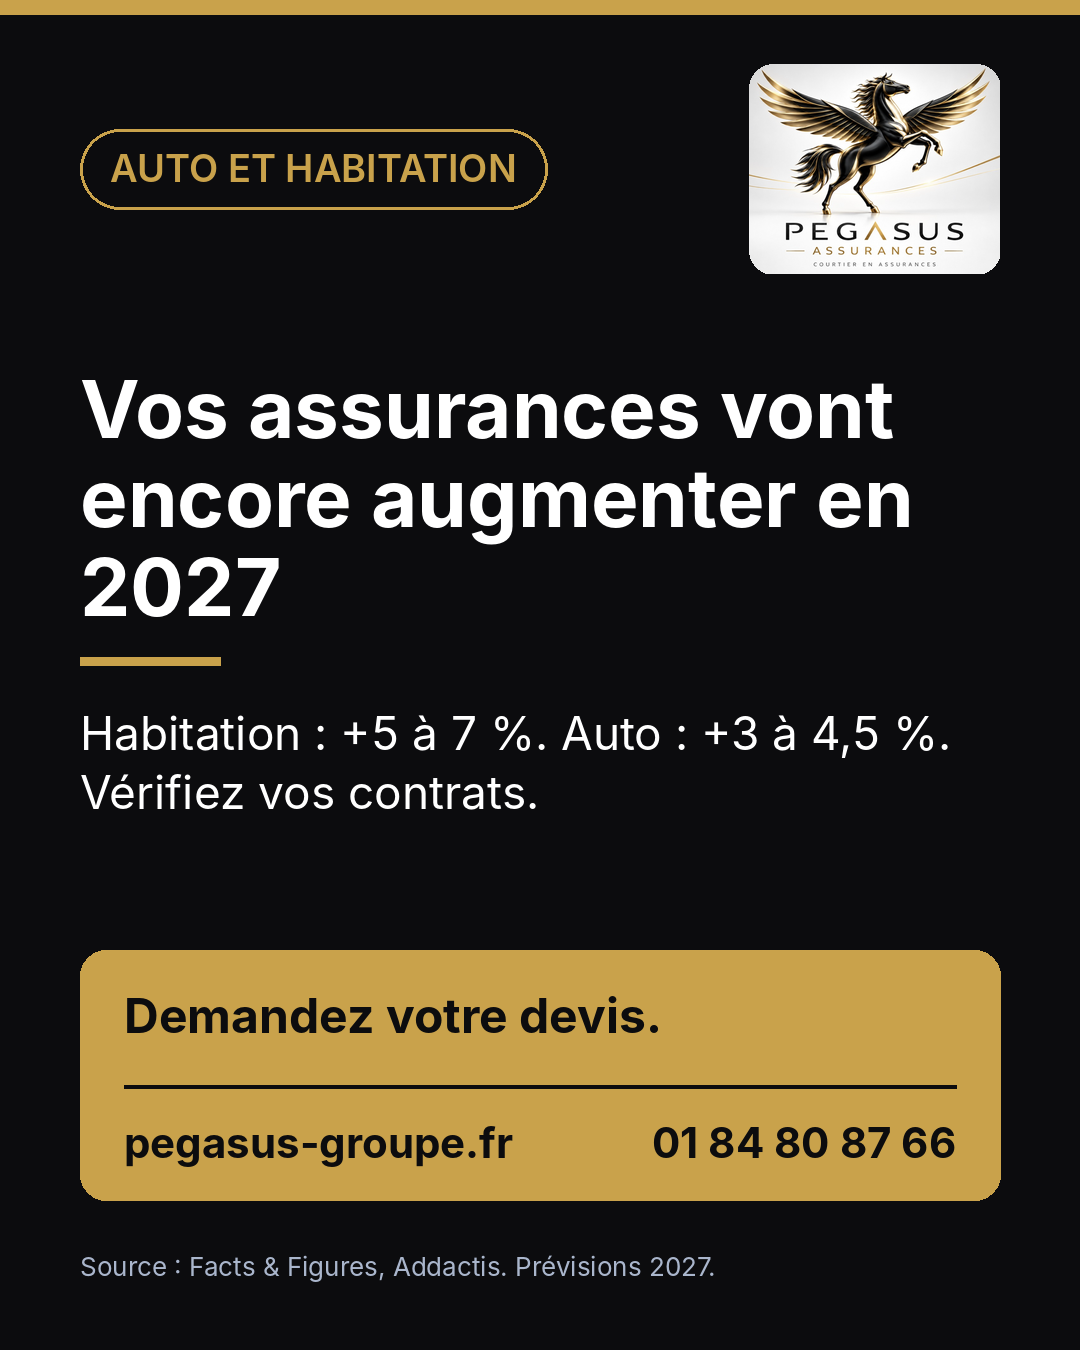 AUTO ET HABITATION
PEGASUS
ASSURANCES
COURTIER EN ASSURANCES
Vos assurances vont
encore augmenter en
2027
Habitation : +5 à 7 %. Auto : +3 à 4,5 %.
Vérifiez vos contrats.
Demandez votre devis.
pegasus-groupe.fr
01 84 80 87 66
Source : Facts & Figures, Addactis. Prévisions 2027.